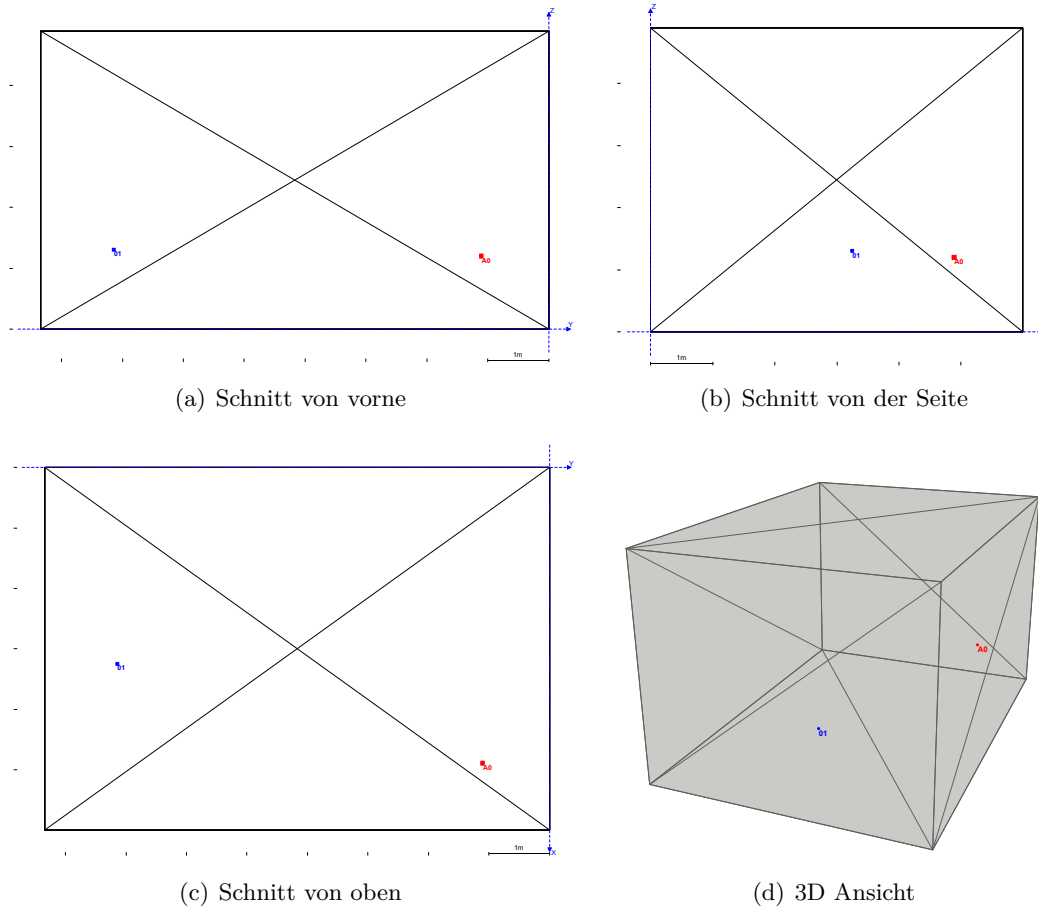 Z
Z
01
A0
01
A0
Y
1m
1m
(a) Schnitt von vorne
(b) Schnitt von der Seite
Y
01
A0
A0
01
1m
X
(c) Schnitt von oben
(d) 3D Ansicht